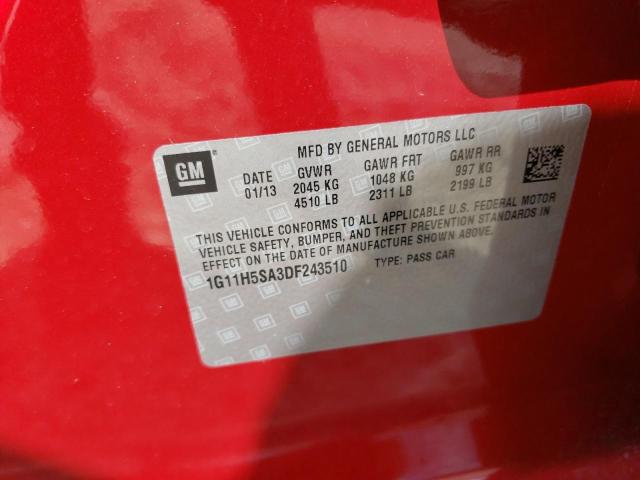 MFD BY GENERAL MOTORS LLC
GM
DATE GVWR GAWR FRT GAWR RR
01/13 2045 KG 1048 KG 997 KG
4510 LB 2311 LB 2199 LB
THIS VEHICLE CONFORMS TO ALL APPLICABLE U.S. FEDERAL MOTOR
VEHICLE SAFETY, BUMPER, AND THEFT PREVENTION STANDARDS IN
EFFECT ON THE DATE OF MANUFACTURE SHOWN ABOVE.
1G11H5SA3DF243510 TYPE: PASS CAR